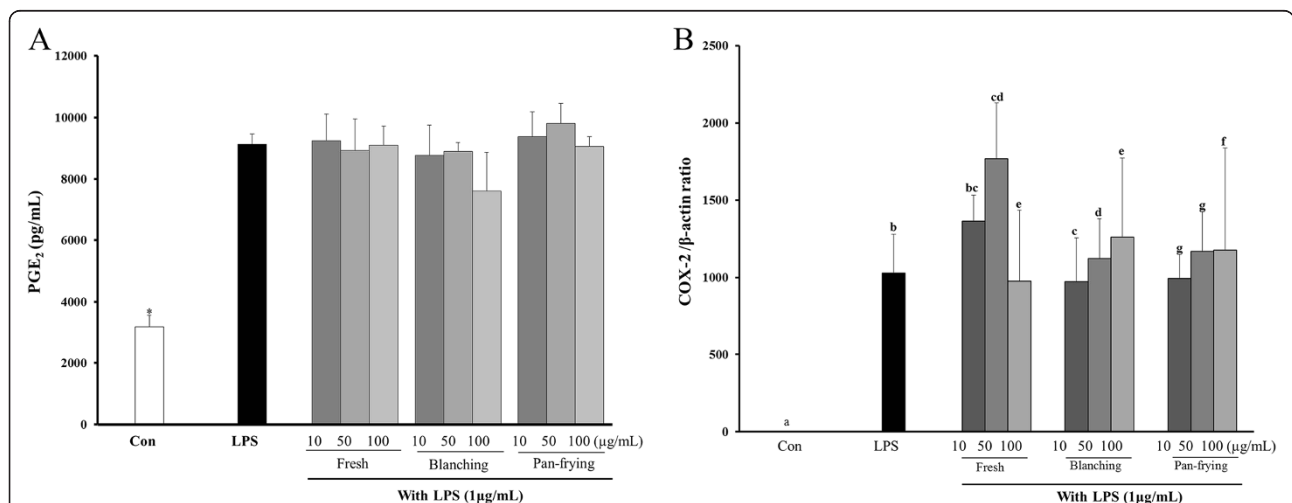 A
12000
10000
8000
6000
4000
2000
0
PGE₂ (pg/mL)
*
Con
LPS
10 50 100 10 50 100 10 50 100 (μg/mL)
Fresh Blanching Pan-frying
With LPS (1μg/mL)
B
2500
2000
1500
1000
500
0
COX-2 /β-actin ratio
a
b
bc
cd
e
c
d
e
g
g
f
Con
LPS
10 50 100 10 50 100 10 50 100 (μg/mL)
Fresh Blanching Pan-frying
With LPS (1μg/mL)